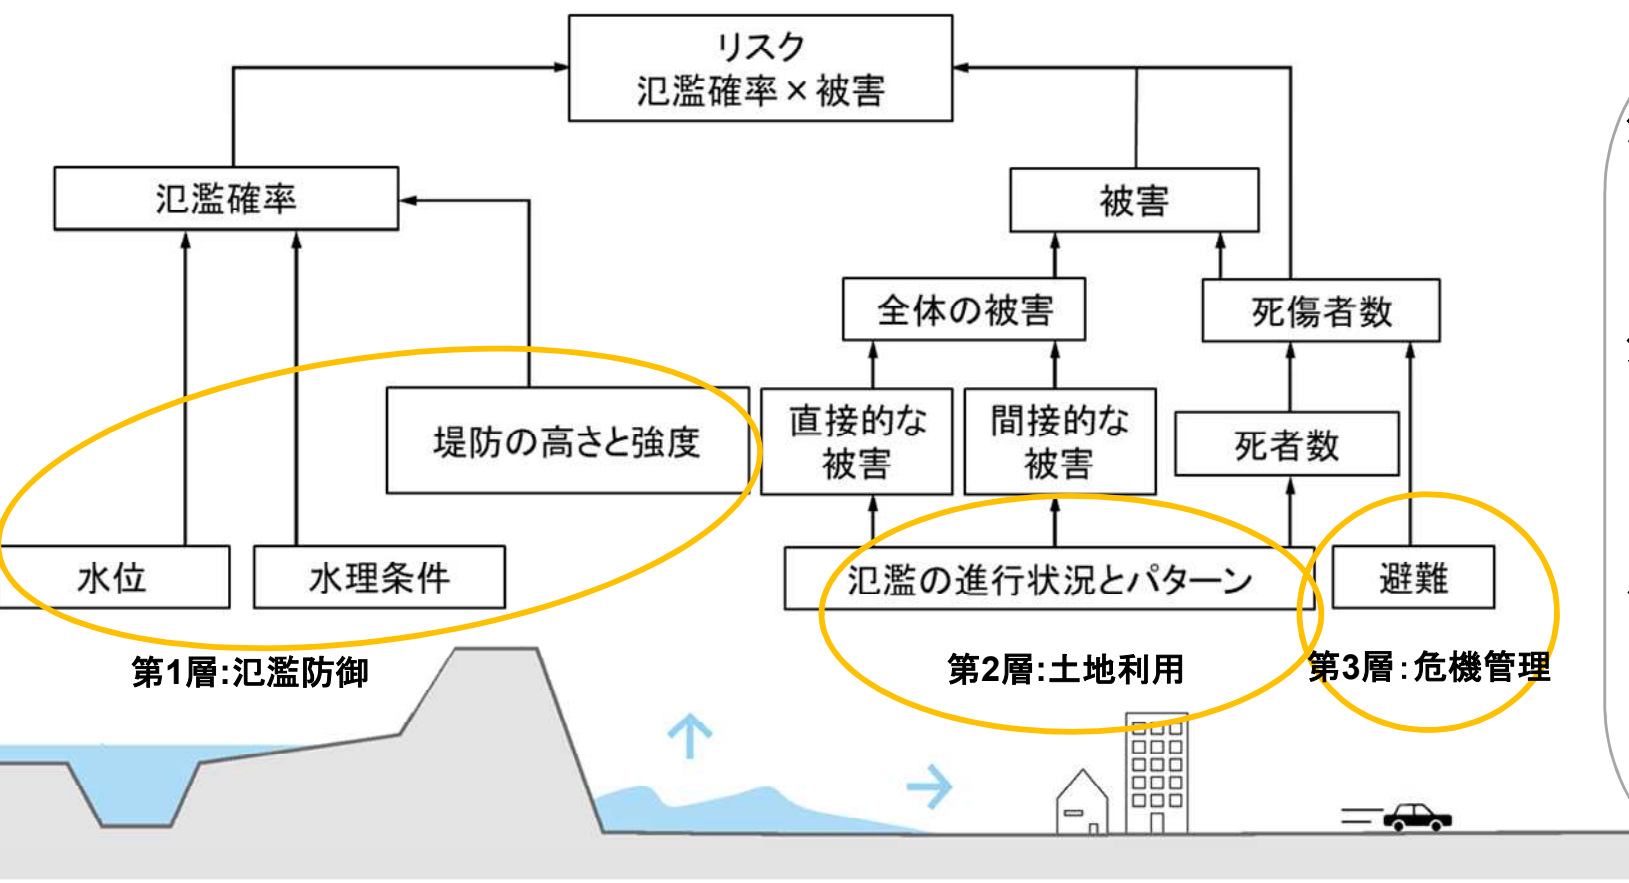 リスク
氾濫確率×被害
氾濫確率
被害
全体の被害
死傷者数
堤防の高さと強度
直接的な
被害
間接的な
被害
死者数
水位
水理条件
氾濫の進行状況とパターン
避難
第1層:氾濫防御
第2層:土地利用
第3層：危機管理